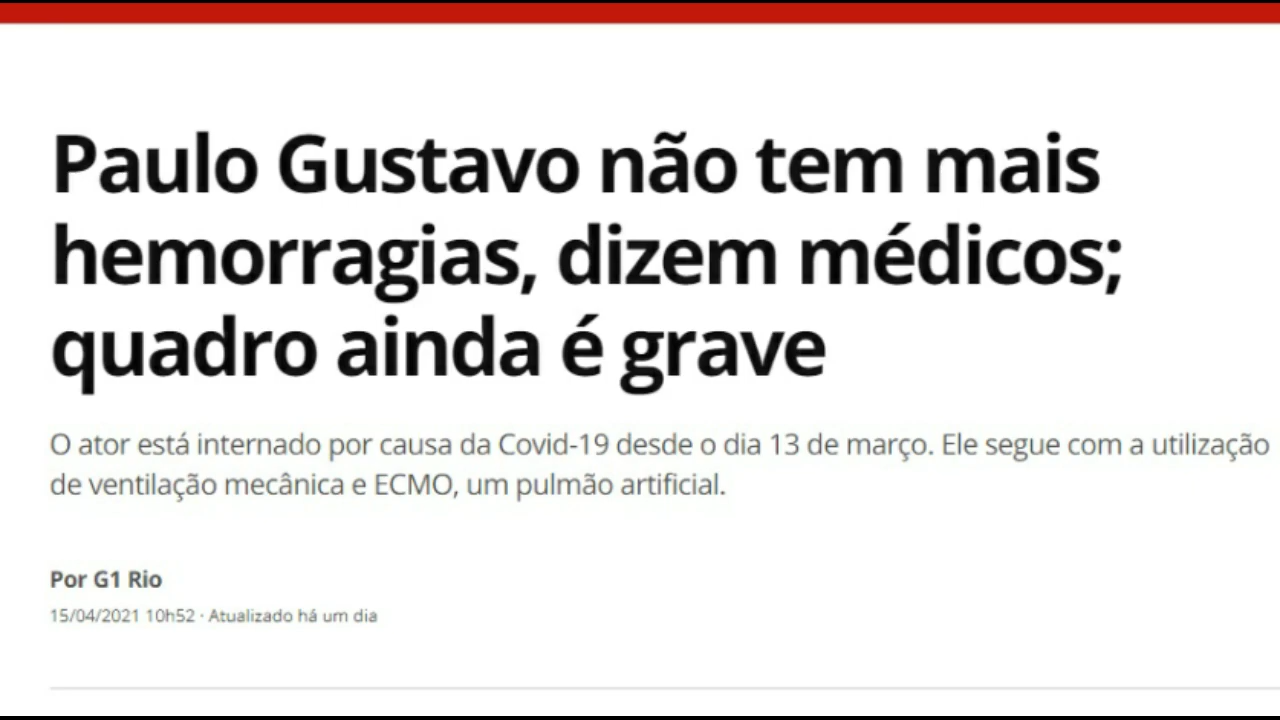 Paulo Gustavo não tem mais
hemorragias, dizem médicos;
quadro ainda é grave
O ator está internado por causa da Covid-19 desde o dia 13 de março. Ele segue com a utilização
de ventilação mecânica e ECMO, um pulmão artificial.
Por G1 Rio
15/04/2021 10h52 · Atualizado há um dia